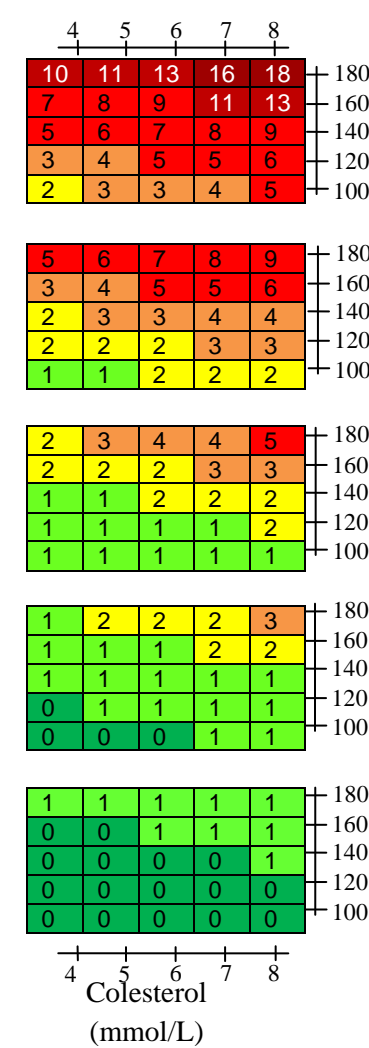 4 5 6 7 8
10 11 13 16 18 180
7 8 9 11 13 160
5 6 7 8 9 140
3 4 5 5 6 120
2 3 3 4 5 100
5 6 7 8 9 180
3 4 5 5 6 160
2 3 3 4 4 140
2 2 2 3 3 120
1 1 2 2 2 100
2 3 4 4 5 180
2 2 2 3 3 160
1 1 2 2 2 140
1 1 1 1 2 120
1 1 1 1 1 100
1 2 2 2 3 180
1 1 1 2 2 160
1 1 1 1 1 140
0 1 1 1 1 120
0 0 0 1 1 100
1 1 1 1 1 180
0 0 1 1 1 160
0 0 0 0 1 140
0 0 0 0 0 120
0 0 0 0 0 100
4 5 6 7 8
Colesterol
(mmol/L)